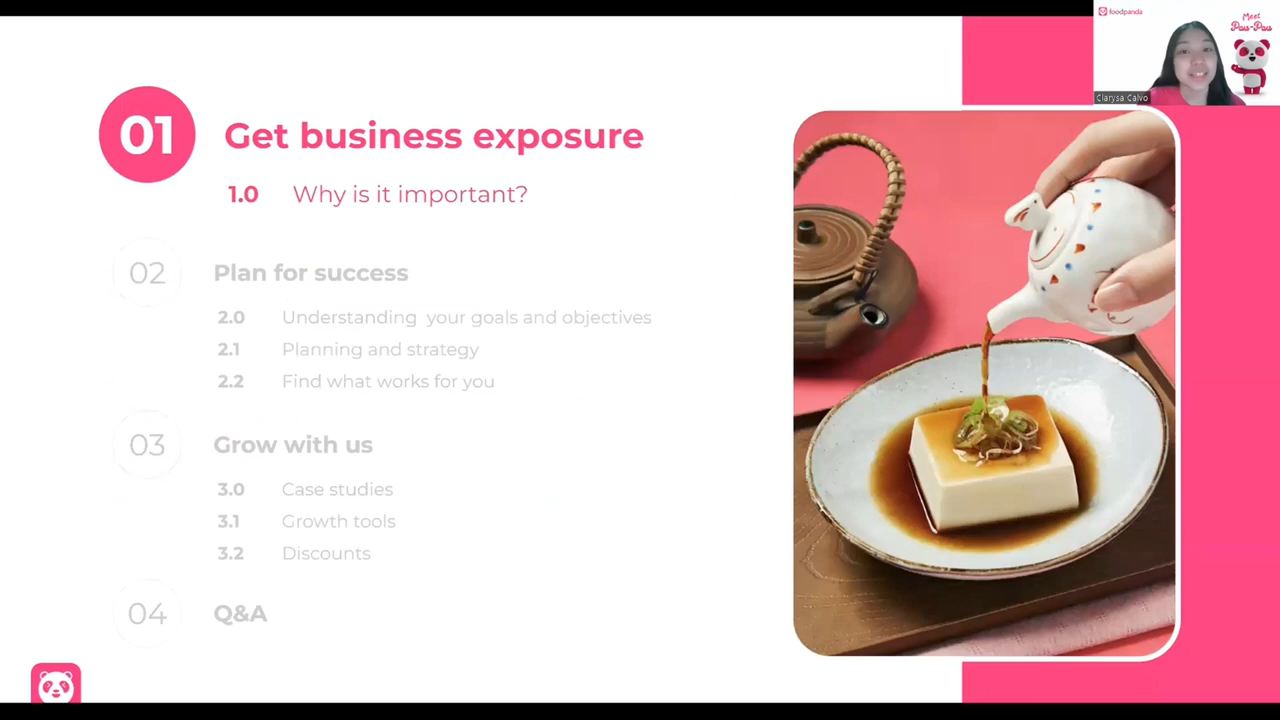 foodpanda
Meet
Pau-Pau
Clarysa Calvo
01 Get business exposure
1.0 Why is it important?
02 Plan for success
2.0 Understanding your goals and objectives
2.1 Planning and strategy
2.2 Find what works for you
03 Grow with us
3.0 Case studies
3.1 Growth tools
3.2 Discounts
04 Q&A